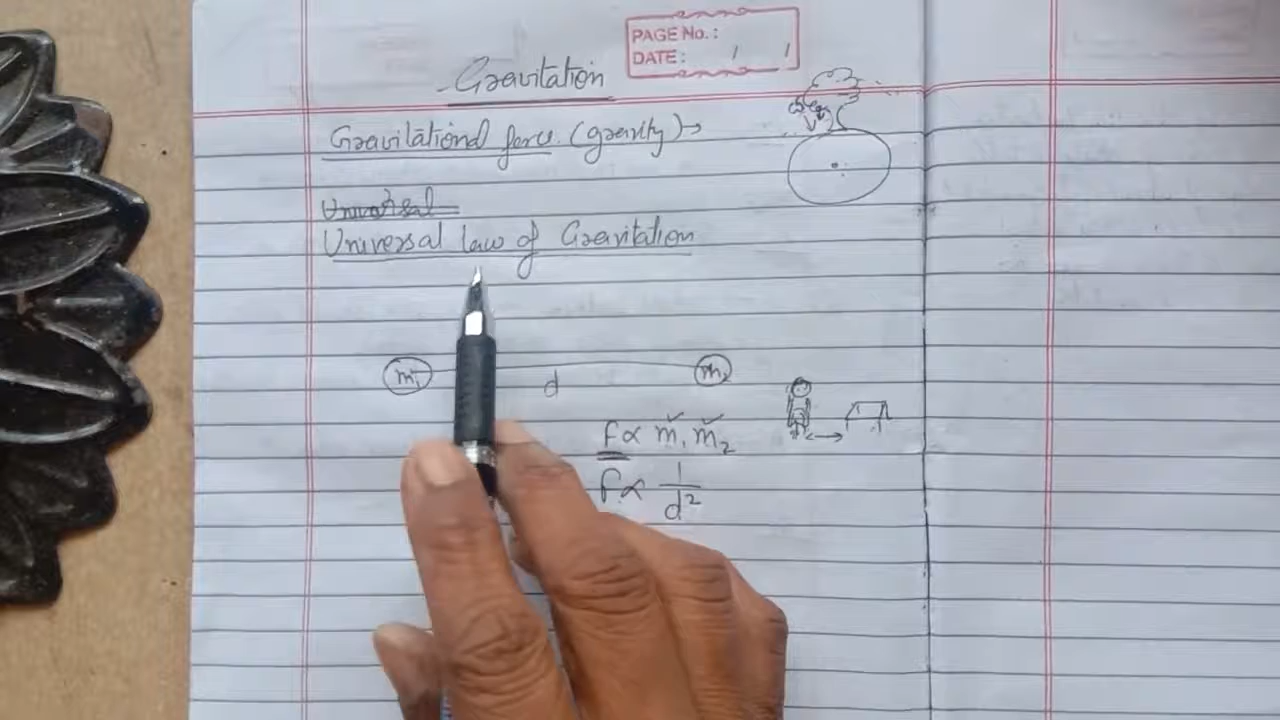 PAGE No.:
DATE: / /
Gravitation
Gravitational force (gravity)→
Universal
Universal law of Gravitation
m₁ d m₂
F∝ m₁ m₂
F∝ 1/d²